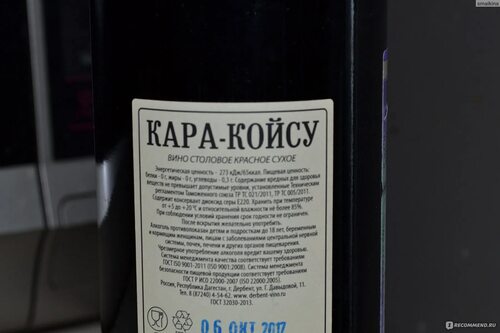 smaikina
КАРА-КОЙСУ
ВИНО СТОЛОВОЕ КРАСНОЕ СУХОЕ
Энергетическая ценность - 273 кДж/65ккал. Пищевая ценность:
белки - 0 г, жиры - 0 г, углеводы - 0,3 г. Содержание вредных для здоровья
веществ не превышает допустимые уровни, установленные Техническим
регламентом Таможенного союза ТР ТС 021/2011, ТР ТС 005/2011.
Содержит консервант диоксид серы Е220. Хранить при температуре
от +5 до +20 °С и относительной влажности не более 85%.
При соблюдении условий хранения срок годности не ограничен.
После вскрытия желательно употребить.
Алкоголь противопоказан детям и подросткам до 18 лет, беременным
и кормящим женщинам, лицам с заболеваниями центральной нервной
системы, почек, печени и других органов пищеварения.
Чрезмерное употребление алкоголя вредит вашему здоровью.
Система менеджмента качества соответствует требованиям
ГОСТ ISO 9001-2011 (ISO 9001:2008). Система менеджмента
безопасности пищевой продукции соответствует требованиям
ГОСТ Р ИСО 22000-2007 (ISO 22000:2005).
Россия, Республика Дагестан, г. Дербент, ул. Г. Давыдовой, 11.
Тел. 8 (87240) 4-54-62. www. derbent-vino.ru
ГОСТ 32030-2013.
06 ОКТ 2017
IRECOMMEND.RU